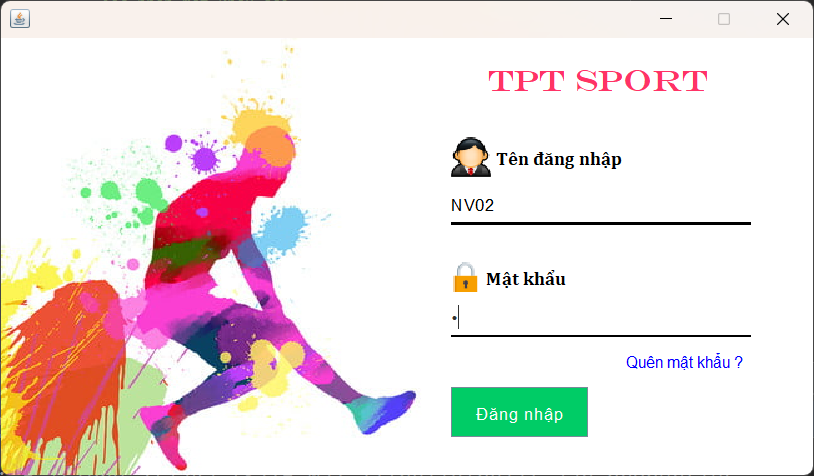 TPT SPORT
Tên đăng nhập
NV02
Mật khẩu
•
Quên mật khẩu ?
Đăng nhập